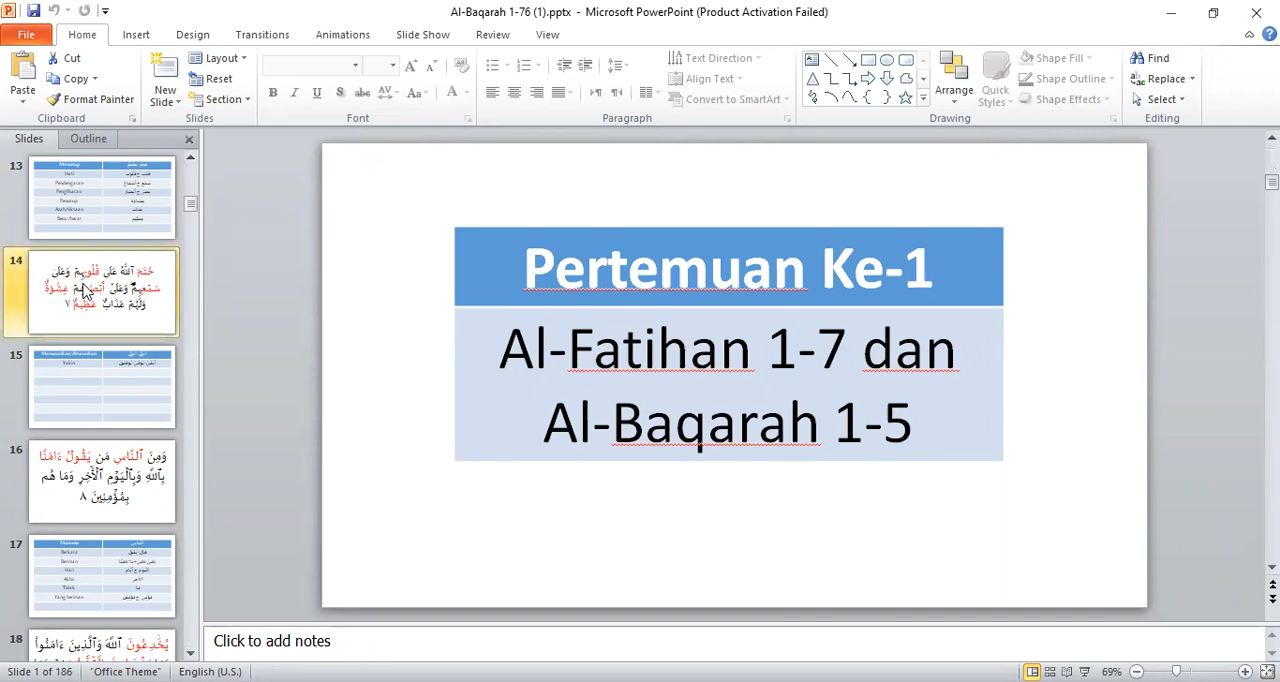 Al-Baqarah 1-76 (1).pptx - Microsoft PowerPoint (Product Activation Failed)
File Home Insert Design Transitions Animations Slide Show Review View
Paste
Cut
Copy
Format Painter
Clipboard
New
Slide
Layout
Reset
Section
Slides
Font
Text Direction
Align Text
Convert to SmartArt
Paragraph
Arrange
Quick
Styles
Shape Fill
Shape Outline
Shape Effects
Drawing
Find
Replace
Select
Editing
Slides Outline
13
14
خَتَمَ ٱللَّهُ عَلَىٰ قُلُوبِهِمْ وَعَلَىٰ
سَمْعِهِمْ وَعَلَىٰٓ أَبْصَٰرِهِمْ غِشَٰوَةٌ
وَلَهُمْ عَذَابٌ عَظِيمٌ ٧
15
16
وَمِنَ ٱلنَّاسِ مَن يَقُولُ ءَامَنَّا
بِٱللَّهِ وَبِٱلْيَوْمِ ٱلْأَخِرِ وَمَا هُم
بِمُؤْمِنِينَ ٨
17
18
يُخَٰدِعُونَ ٱللَّهَ وَٱلَّذِينَ ءَامَنُوا۟
Pertemuan Ke-1
Al-Fatihan 1-7 dan
Al-Baqarah 1-5
Click to add notes
Slide 1 of 186 "Office Theme" English (U.S.) 69%